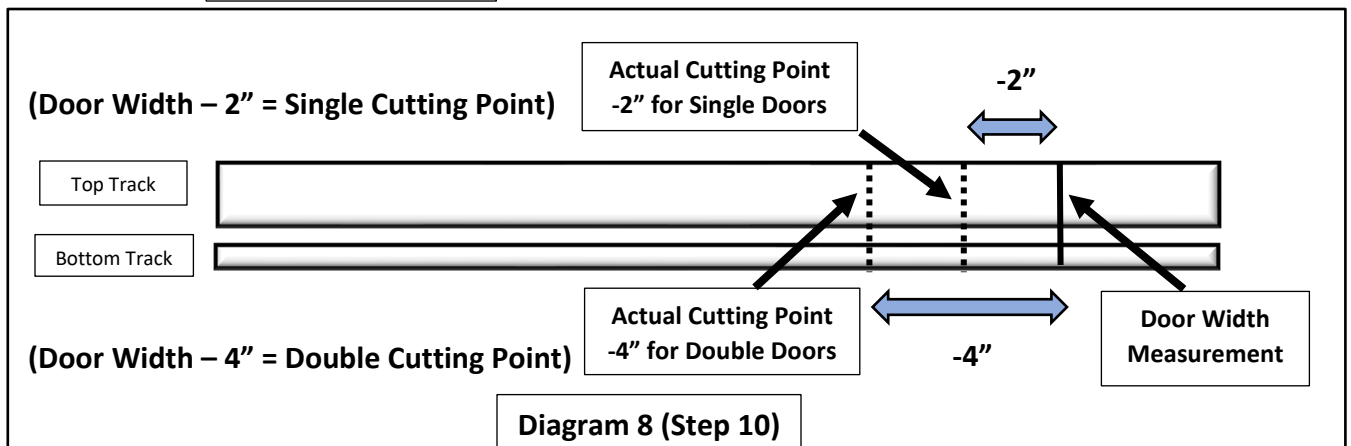 Actual Cutting Point
-2” for Single Doors
-2”
(Door Width – 2” = Single Cutting Point)
Top Track
Bottom Track
Actual Cutting Point
-4” for Double Doors
-4”
Door Width
Measurement
(Door Width – 4” = Double Cutting Point)
Diagram 8 (Step 10)